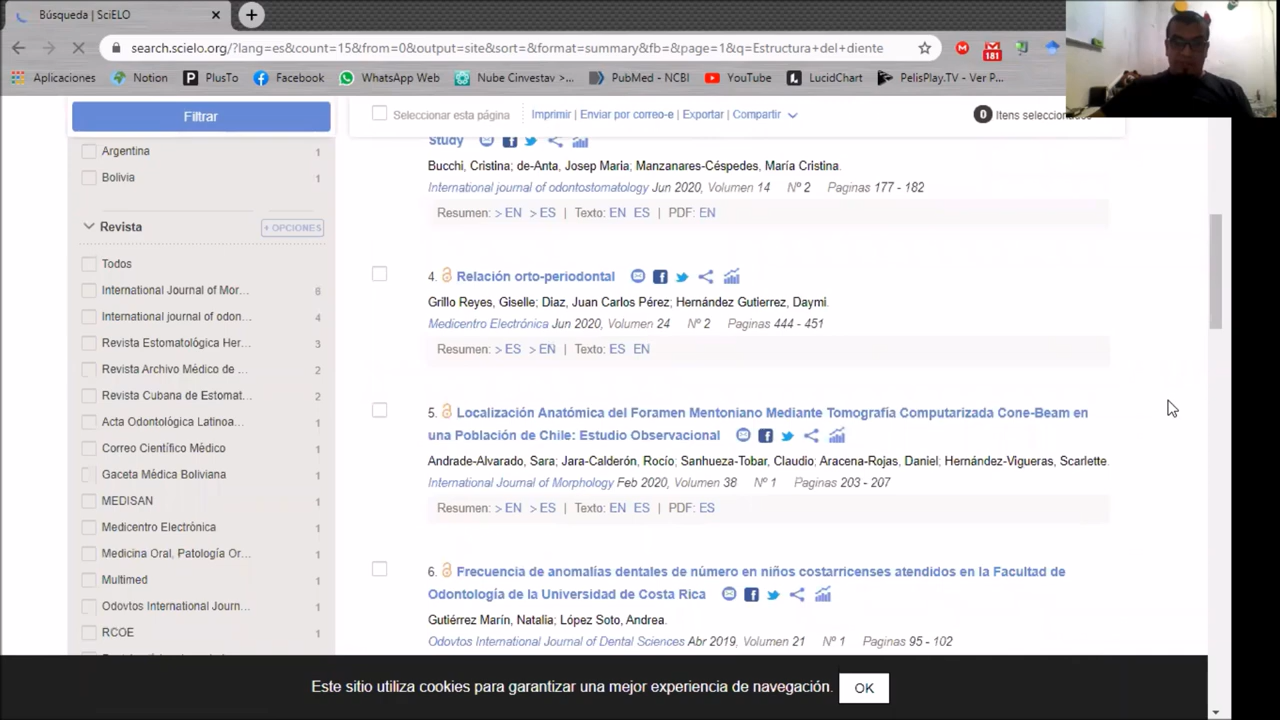 Búsqueda | SciELO
search.scielo.org/?lang=es&count=15&from=0&output=site&sort=&format=summary&fb=&page=1&q=Estructura+del+diente
181
Aplicaciones Notion PlusTo Facebook WhatsApp Web Nube Cinvestav >... PubMed - NCBI YouTube LucidChart PelisPlay.TV - Ver P...
Filtrar
Seleccionar esta página Imprimir | Enviar por correo-e | Exportar | Compartir 0 Itens
Argentina 1
Bolivia 1
Revista + OPCIONES
Todos
International Journal of Mor... 6
International journal of odon... 4
Revista Estomatológica Her... 3
Revista Archivo Médico de ... 2
Revista Cubana de Estomat... 2
Acta Odontológica Latinoa... 1
Correo Científico Médico 1
Gaceta Médica Boliviana 1
MEDISAN 1
Medicentro Electrónica 1
Medicina Oral, Patología Or... 1
Multimed 1
Odovtos International Journ... 1
RCOE 1
Study
Bucchi, Cristina; de-Anta, Josep Maria; Manzanares-Céspedes, María Cristina.
International journal of odontostomatology Jun 2020, Volumen 14 Nº 2 Paginas 177 - 182
Resumen: > EN > ES | Texto: EN ES | PDF: EN
4. Relación orto-periodontal
Grillo Reyes, Giselle; Diaz, Juan Carlos Pérez; Hernández Gutierrez, Daymi.
Medicentro Electrónica Jun 2020, Volumen 24 Nº 2 Paginas 444 - 451
Resumen: > ES > EN | Texto: ES EN
5. Localización Anatómica del Foramen Mentoniano Mediante Tomografía Computarizada Cone-Beam en
una Población de Chile: Estudio Observacional
Andrade-Alvarado, Sara; Jara-Calderón, Rocío; Sanhueza-Tobar, Claudio; Aracena-Rojas, Daniel; Hernández-Vigueras, Scarlette.
International Journal of Morphology Feb 2020, Volumen 38 Nº 1 Paginas 203 - 207
Resumen: > EN > ES | Texto: EN ES | PDF: ES
6. Frecuencia de anomalías dentales de número en niños costarricenses atendidos en la Facultad de
Odontología de la Universidad de Costa Rica
Gutiérrez Marín, Natalia; López Soto, Andrea.
Odovtos International Journal of Dental Sciences Abr 2019, Volumen 21 Nº 1 Paginas 95 - 102
Este sitio utiliza cookies para garantizar una mejor experiencia de navegación. OK